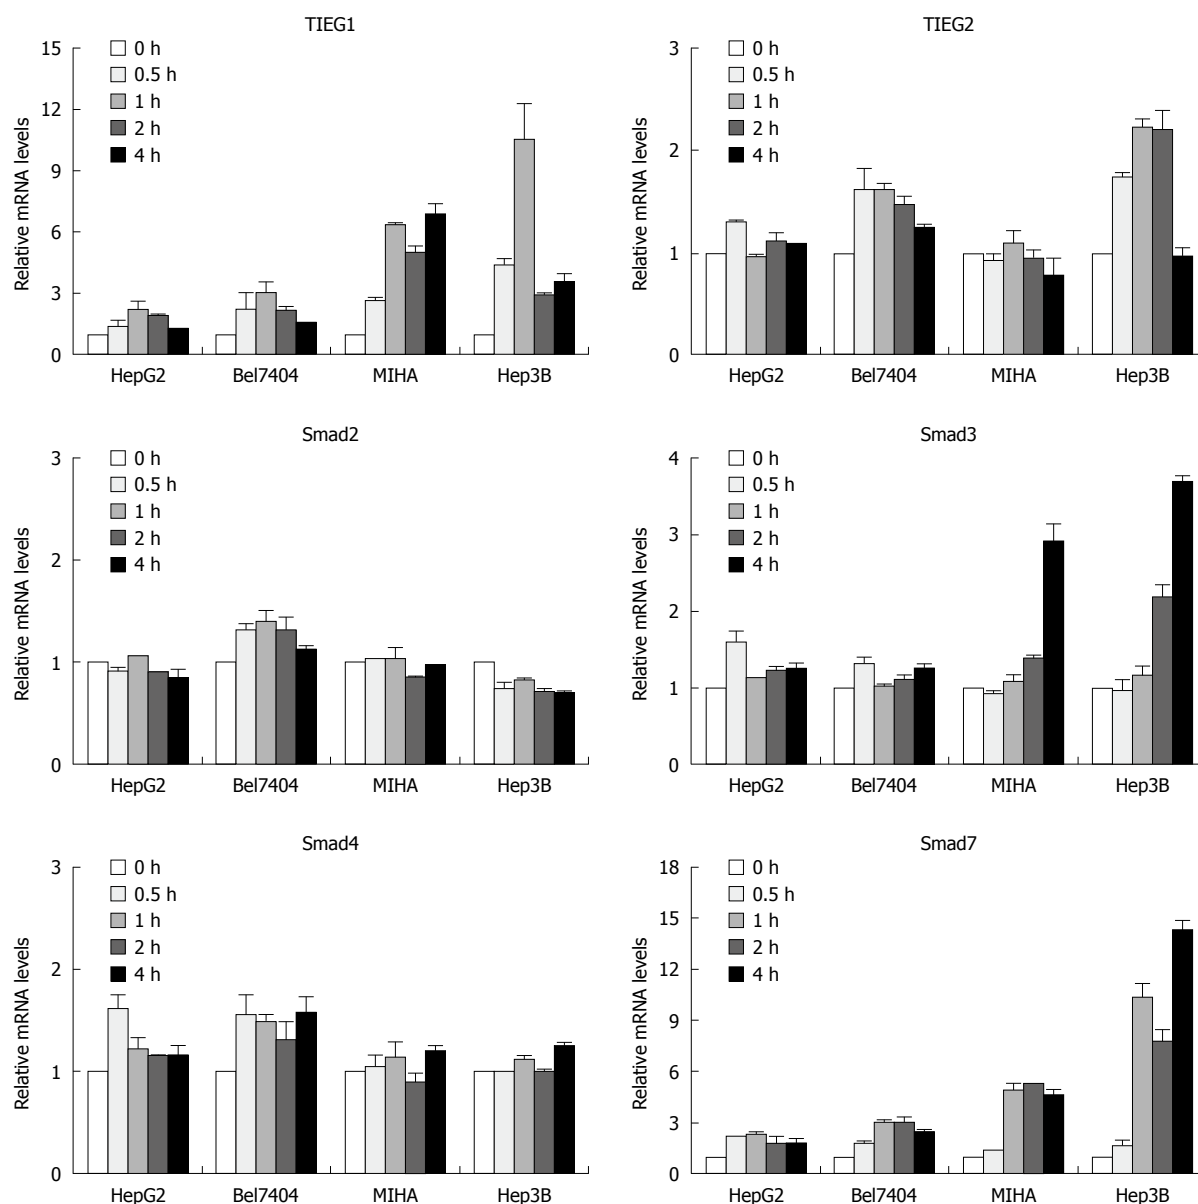 TIEG1
Relative mRNA levels
15
12
9
6
3
0
0 h
0.5 h
1 h
2 h
4 h
HepG2 Bel7404 MIHA Hep3B
TIEG2
Relative mRNA levels
3
2
1
0
0 h
0.5 h
1 h
2 h
4 h
HepG2 Bel7404 MIHA Hep3B
Smad2
Relative mRNA levels
3
2
1
0
0 h
0.5 h
1 h
2 h
4 h
HepG2 Bel7404 MIHA Hep3B
Smad3
Relative mRNA levels
4
3
2
1
0
0 h
0.5 h
1 h
2 h
4 h
HepG2 Bel7404 MIHA Hep3B
Smad4
Relative mRNA levels
3
2
1
0
0 h
0.5 h
1 h
2 h
4 h
HepG2 Bel7404 MIHA Hep3B
Smad7
Relative mRNA levels
18
15
12
9
6
3
0
0 h
0.5 h
1 h
2 h
4 h
HepG2 Bel7404 MIHA Hep3B